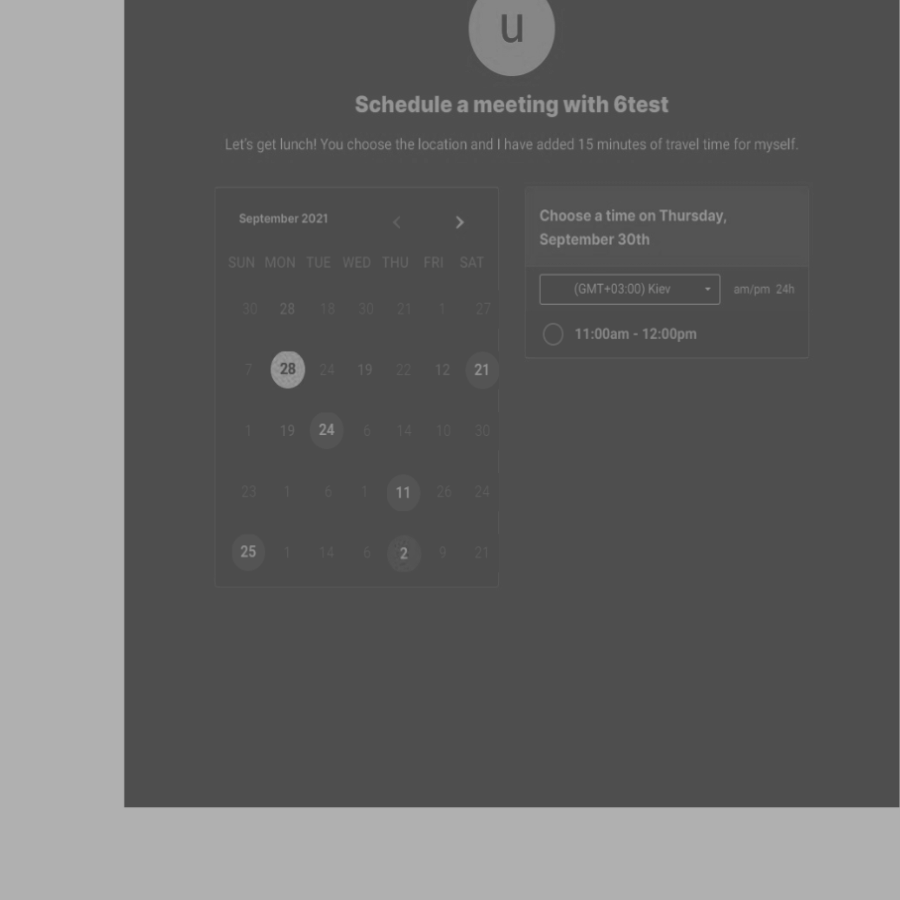 u
Schedule a meeting with 6test
Let's get lunch! You choose the location and I have added 15 minutes of travel time for myself.
September 2021
SUN MON TUE WED THU FRI SAT
30 28 18 30 21 1 27
7 28 24 19 22 12 21
1 19 24 6 14 10 30
23 1 6 1 11 26 24
25 1 14 6 2 9 21
Choose a time on Thursday,
September 30th
(GMT+03:00) Kiev am/pm 24h
11:00am - 12:00pm